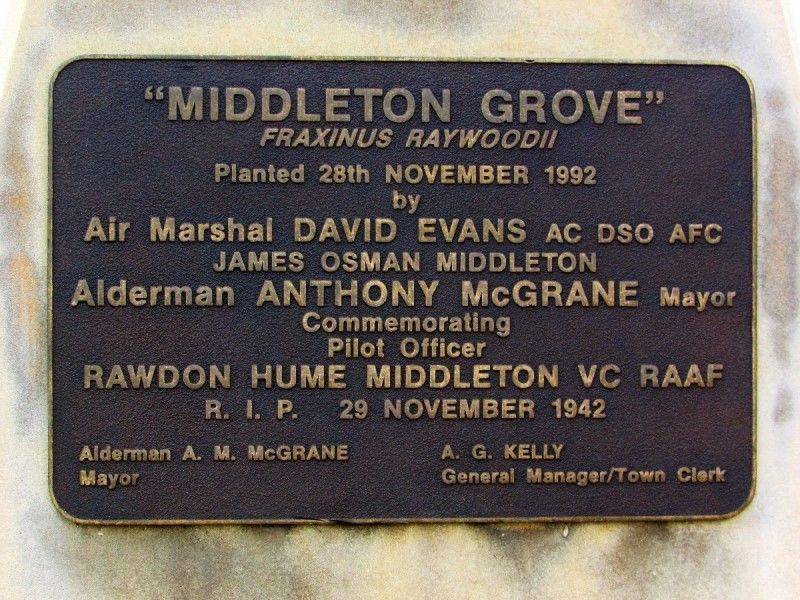 “MIDDLETON GROVE”
FRAXINUS RAYWOODII
Planted 28th NOVEMBER 1992
by
Air Marshal DAVID EVANS AC DSO AFC
JAMES OSMAN MIDDLETON
Alderman ANTHONY McGRANE Mayor
Commemorating
Pilot Officer
RAWDON HUME MIDDLETON VC RAAF
R. I. P. 29 NOVEMBER 1942
Alderman A. M. McGRANE A. G. KELLY
Mayor General Manager/Town Clerk